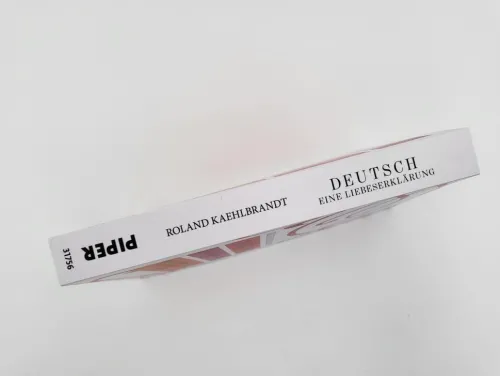 DEUTSCH
EINE LIEBESERKLÄRUNG
ROLAND KAEHLBRANDT
PIPER
31756